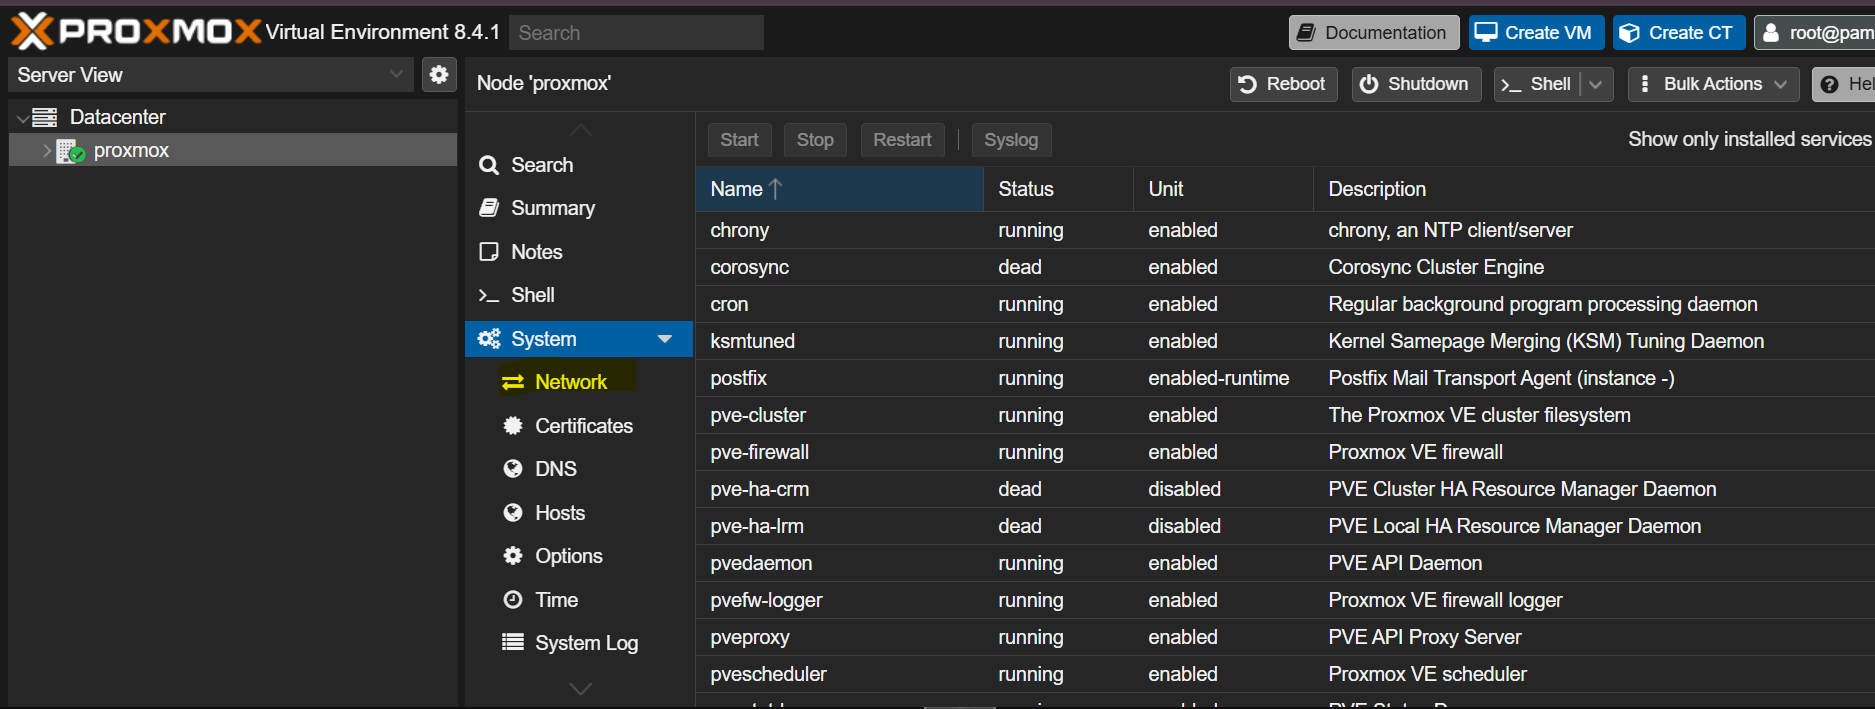 PROXMOX Virtual Environment 8.4.1 Search Documentation Create VM Create CT root@pam
Server View
Node 'proxmox' Reboot Shutdown Shell Bulk Actions
Datacenter
proxmox
Search
Summary
Notes
Shell
System
Network
Certificates
DNS
Hosts
Options
Time
System Log
Start Stop Restart Syslog Show only installed services
Name Status Unit Description
chrony running enabled chrony, an NTP client/server
corosync dead enabled Corosync Cluster Engine
cron running enabled Regular background program processing daemon
ksmtuned running enabled Kernel Samepage Merging (KSM) Tuning Daemon
postfix running enabled-runtime Postfix Mail Transport Agent (instance -)
pve-cluster running enabled The Proxmox VE cluster filesystem
pve-firewall running enabled Proxmox VE firewall
pve-ha-crm dead disabled PVE Cluster HA Resource Manager Daemon
pve-ha-lrm dead disabled PVE Local HA Resource Manager Daemon
pvedaemon running enabled PVE API Daemon
pvefw-logger running enabled Proxmox VE firewall logger
pveproxy running enabled PVE API Proxy Server
pvescheduler running enabled Proxmox VE scheduler